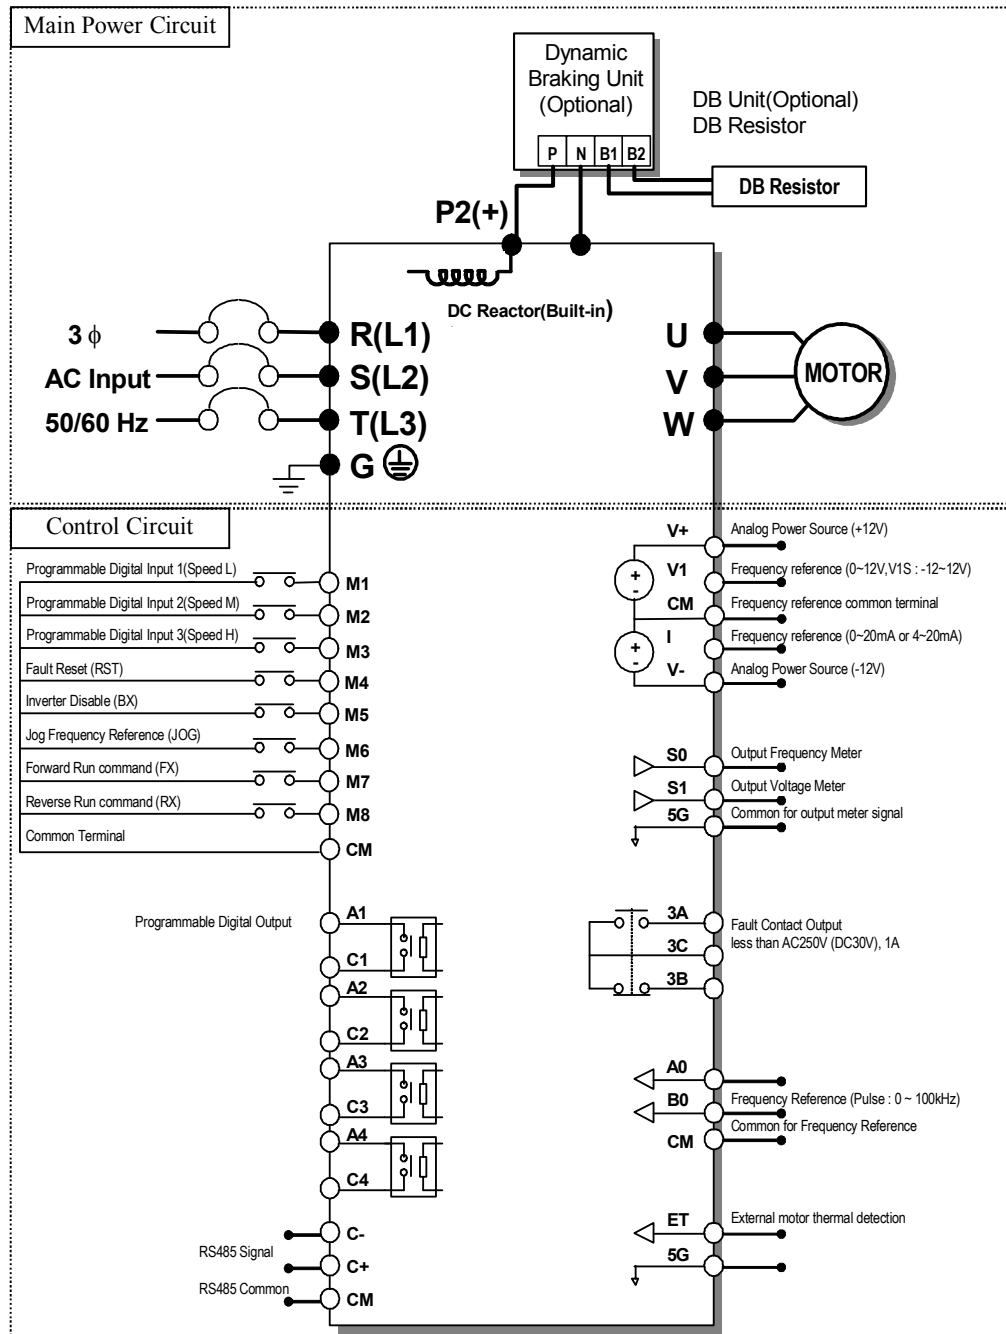 Main Power Circuit
Dynamic
Braking Unit
(Optional)
P N B1 B2
DB Unit(Optional)
DB Resistor
DB Resistor
P2(+)
DC Reactor(Built-in)
3 ϕ
AC Input
50/60 Hz
R(L1)
S(L2)
T(L3)
G
U
V
W
MOTOR
Control Circuit
Programmable Digital Input 1(Speed L)
M1
Programmable Digital Input 2(Speed M)
M2
Programmable Digital Input 3(Speed H)
M3
Fault Reset (RST)
M4
Inverter Disable (BX)
M5
Jog Frequency Reference (JOG)
M6
Forward Run command (FX)
M7
Reverse Run command (RX)
M8
Common Terminal
CM
Programmable Digital Output
A1
C1
A2
C2
A3
C3
A4
C4
C-
RS485 Signal
C+
RS485 Common
CM
V+ Analog Power Source (+12V)
+
-
V1 Frequency reference (0~12V,V1S : -12~12V)
CM Frequency reference common terminal
+
-
I Frequency reference (0~20mA or 4~20mA)
V- Analog Power Source (-12V)
S0 Output Frequency Meter
S1 Output Voltage Meter
5G Common for output meter signal
3A
Fault Contact Output
less than AC250V (DC30V), 1A
3C
3B
A0
B0 Frequency Reference (Pulse : 0 ~ 100kHz)
CM Common for Frequency Reference
ET External motor thermal detection
5G